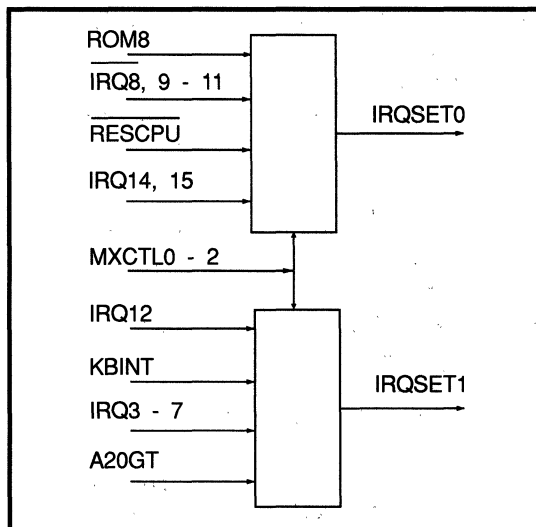 ROM8
IRQ8, 9 - 11
IRQSET0
RESCPU
IRQ14, 15
MXCTL0 - 2
IRQ12
KBINT
IRQSET1
IRQ3 - 7
A20GT